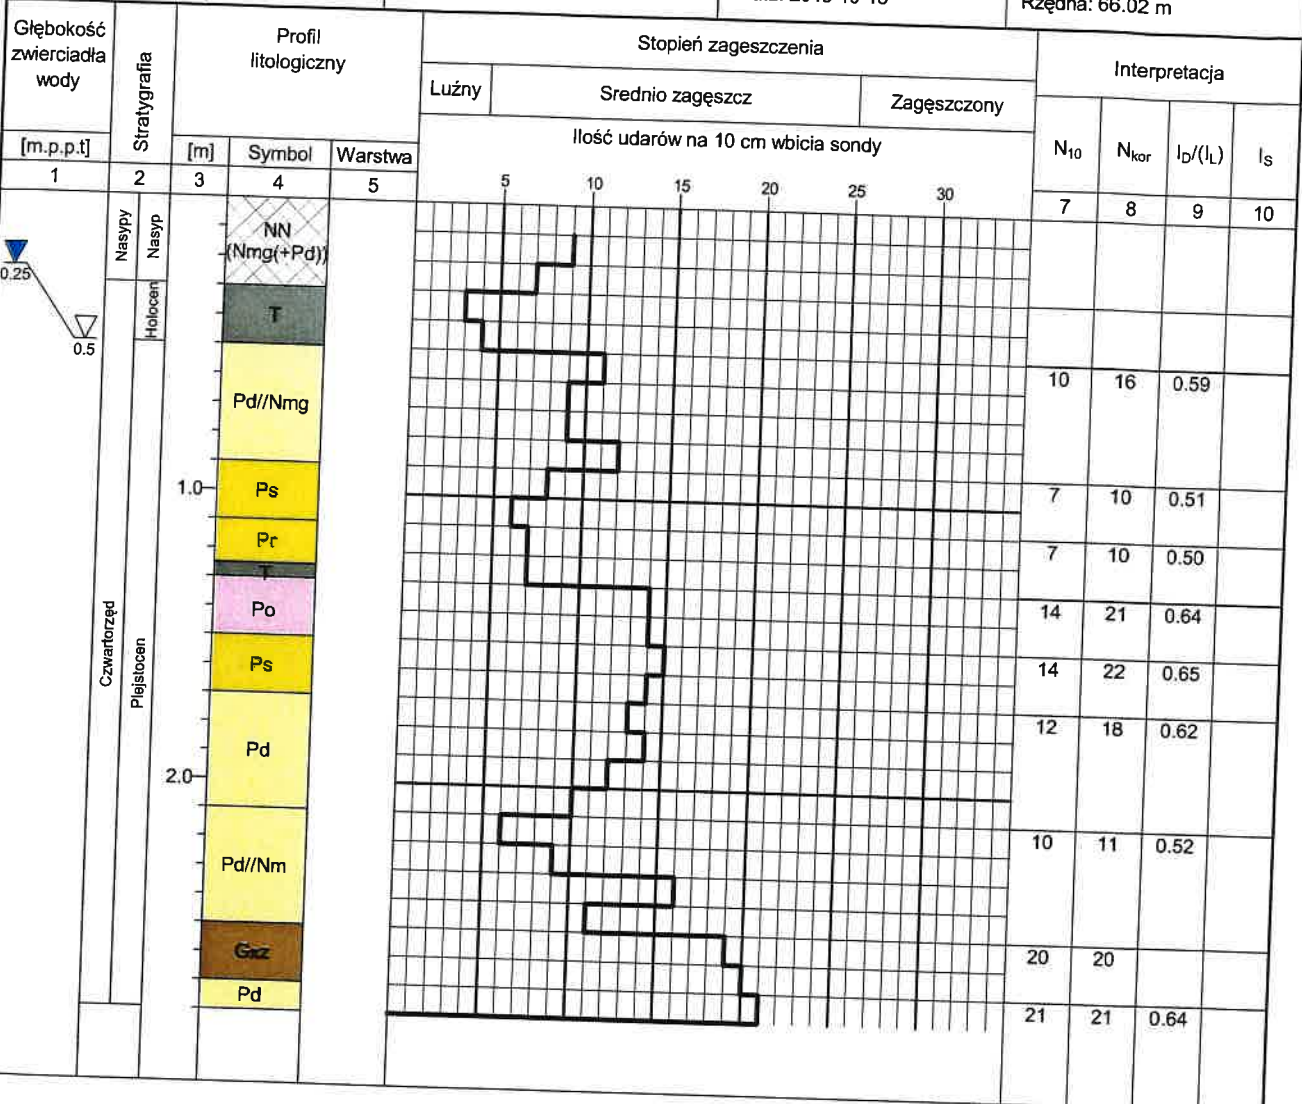 Rzędna: 66.02 m
Głębokość
zwierciadła
wody
Stratygrafia
Profil
litologiczny
Stopień zagęszczenia
Interpretacja
Luźny
Srednio zagęszcz
Zagęszczony
Ilość udarów na 10 cm wbicia sondy
[m.p.p.t]
[m]
Symbol
Warstwa
N10
Nkor
ID/(IL)
IS
1
2
3
4
5
5 10 15 20 25 30
7
8
9
10
Nasypy
Nasyp
NN
(Nmg(+Pd))
0.25
Holocen
T
0.5
Pd//Nmg
10 16 0.59
1.0
Ps
7 10 0.51
Pr
7 10 0.50
T
Po
14 21 0.64
Czwartorzęd
Plejstocen
Ps
14 22 0.65
Pd
12 18 0.62
2.0
Pd//Nm
10 11 0.52
20 20
Pd
21 21 0.64